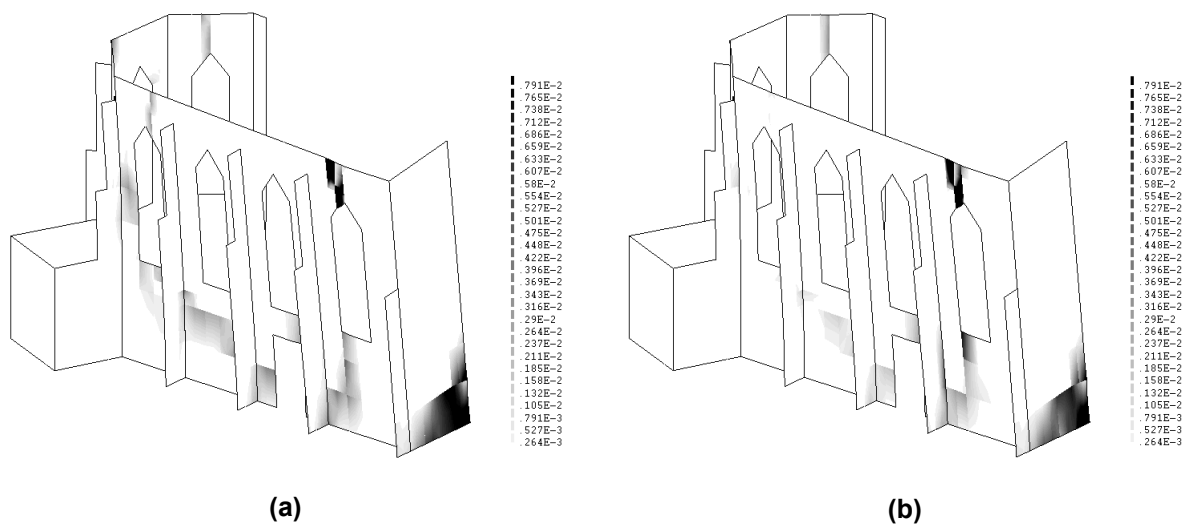 .791E-2
.765E-2
.738E-2
.712E-2
.686E-2
.659E-2
.633E-2
.607E-2
.58E-2
.554E-2
.527E-2
.501E-2
.475E-2
.448E-2
.422E-2
.396E-2
.369E-2
.343E-2
.316E-2
.29E-2
.264E-2
.237E-2
.211E-2
.185E-2
.158E-2
.132E-2
.105E-2
.791E-3
.527E-3
.264E-3
(a)
.791E-2
.765E-2
.738E-2
.712E-2
.686E-2
.659E-2
.633E-2
.607E-2
.58E-2
.554E-2
.527E-2
.501E-2
.475E-2
.448E-2
.422E-2
.396E-2
.369E-2
.343E-2
.316E-2
.29E-2
.264E-2
.237E-2
.211E-2
.185E-2
.158E-2
.132E-2
.105E-2
.791E-3
.527E-3
.264E-3
(b)